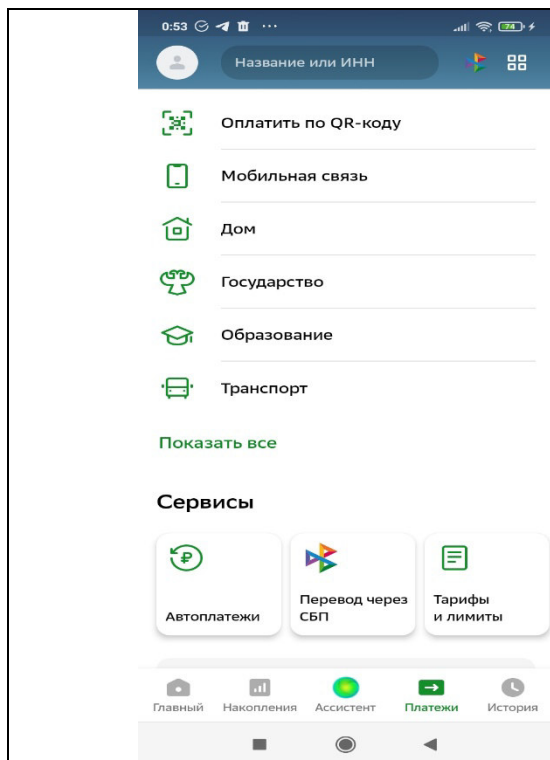 0:53
74
Название или ИНН
Оплатить по QR-коду
Мобильная связь
Дом
Государство
Образование
Транспорт
Показать все
Сервисы
Автоплатежи
Перевод через
СБП
Тарифы
и лимиты
Главный
Накопления
Ассистент
Платежи
История